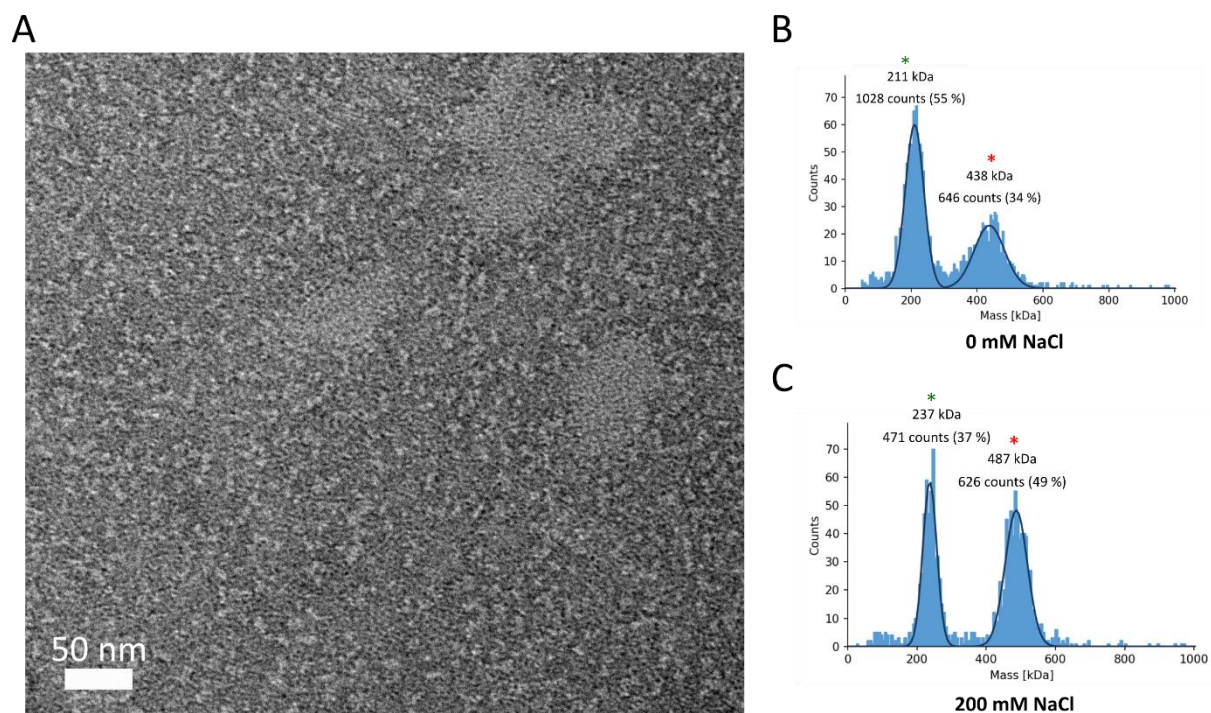 A
50 nm
B
*
211 kDa
1028 counts (55 %)
*
438 kDa
646 counts (34 %)
70
60
50
40
30
20
10
0
Counts
0 200 400 600 800 1000
Mass [kDa]
0 mM NaCl
C
*
237 kDa
471 counts (37 %)
*
487 kDa
626 counts (49 %)
70
60
50
40
30
20
10
0
Counts
0 200 400 600 800 1000
Mass [kDa]
200 mM NaCl